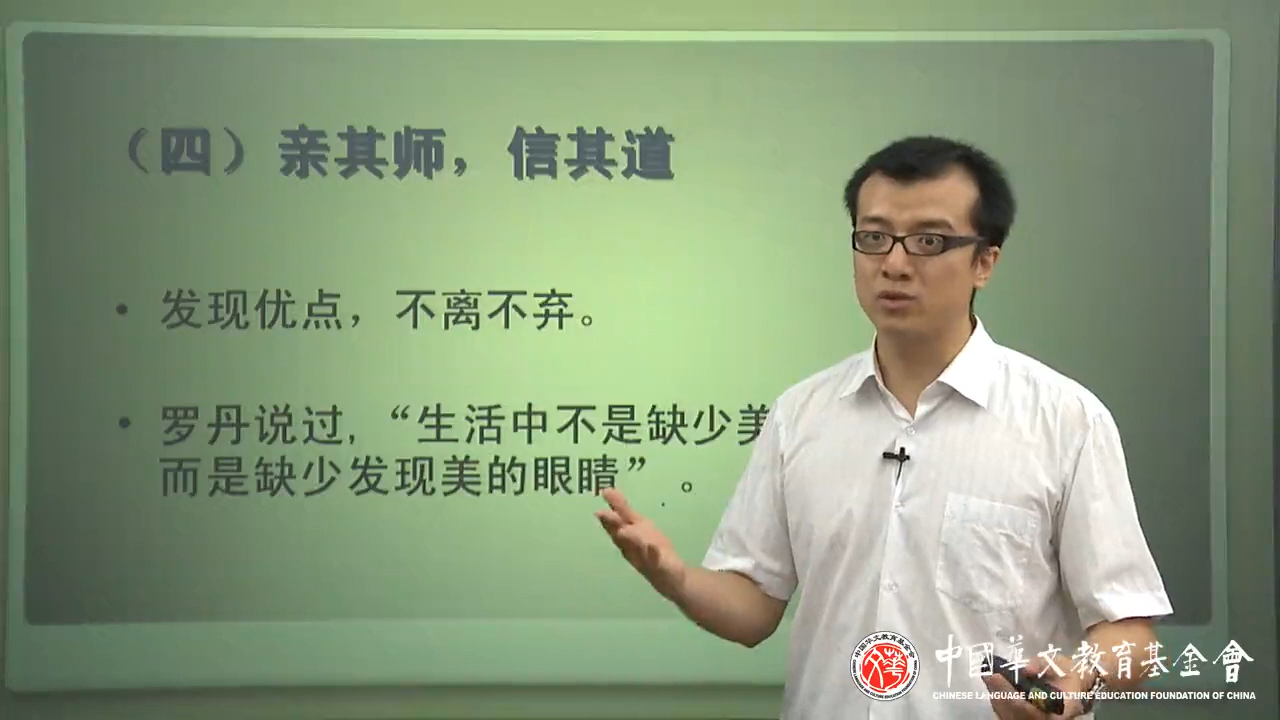 （四）亲其师，信其道
• 发现优点，不离不弃。
• 罗丹说过，“生活中不是缺少美
而是缺少发现美的眼睛”。
中國華文教育基金會
CHINESE LANGUAGE AND CULTURE EDUCATION FOUNDATION OF CHINA